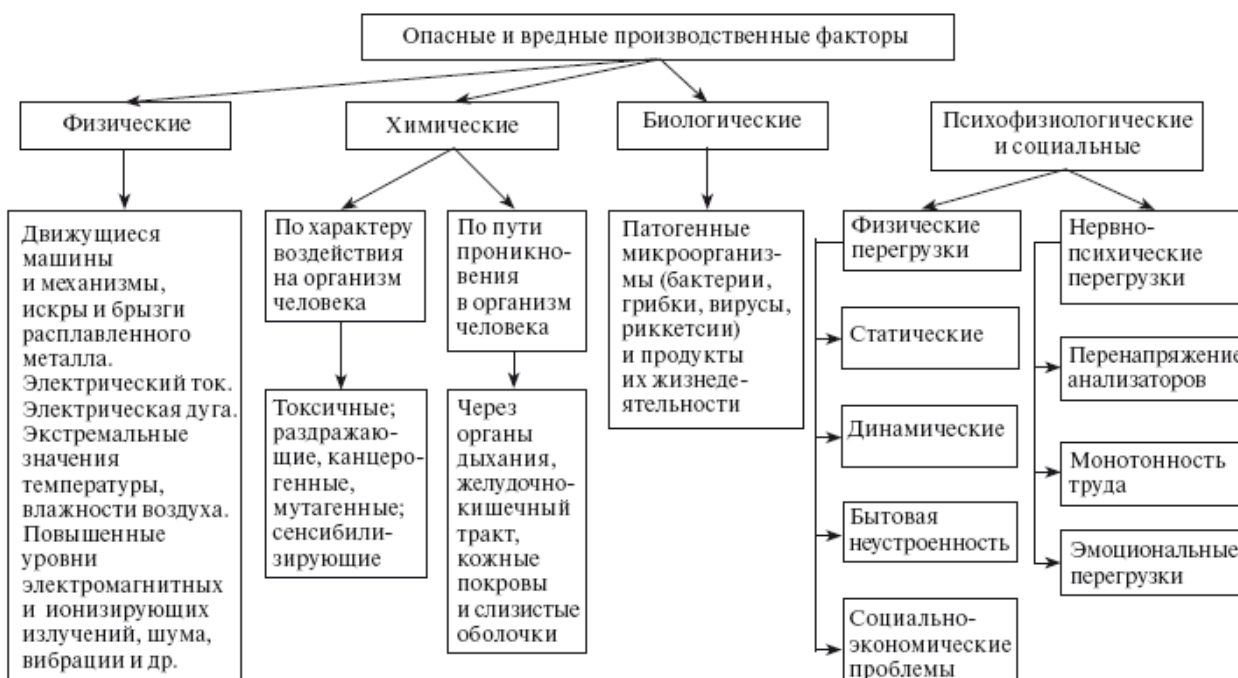 Опасные и вредные производственные факторы
Физические
Химические
Биологические
Психофизиологические
и социальные
Движущиеся
машины
и механизмы,
искры и брызги
расплавленного
металла.
Электрический ток.
Электрическая дуга.
Экстремальные
значения
температуры,
влажности воздуха.
Повышенные
уровни
электромагнитных
и ионизирующих
излучений, шума,
вибрации и др.
По характеру
воздействия
на организм
человека
Токсичные;
раздражаю-
щие, канцеро-
генные,
мутагенные;
сенсибили-
зирующие
По пути
проникно-
вения
в организм
человека
Через
органы
дыхания,
желудочно-
кишечный
тракт,
кожные
покровы
и слизистые
оболочки
Патогенные
микроорганиз-
мы (бактерии,
грибки, вирусы,
риккетсии)
и продукты
их жизнеде-
ятельности
Физические
перегрузки
Статические
Динамические
Бытовая
неустроенность
Социально-
экономические
проблемы
Нервно-
психические
перегрузки
Перенапряжение
анализаторов
Монотонность
труда
Эмоциональные
перегрузки